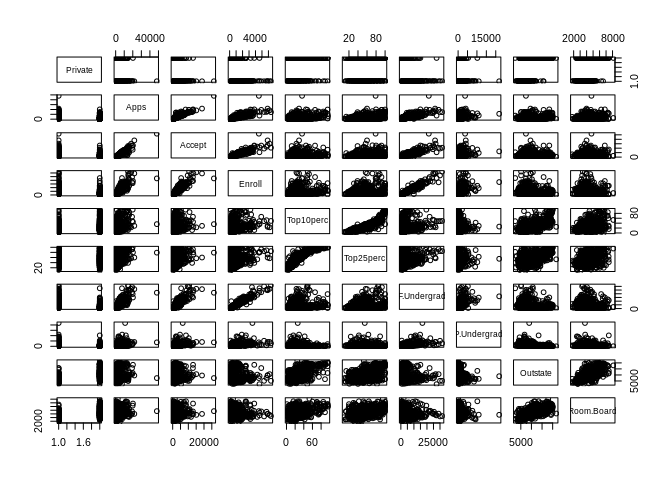 0 40000 0 4000 20 80 0 15000 2000 8000
Private
1.0
Apps
0
Accept
0
Enroll
0
Top10perc
0 80
Top25perc
20
F.Undergrad
0
P.Undergrad
0
Outstate
5000
Room.Board
2000
1.0 1.6 0 20000 0 60 0 25000 5000